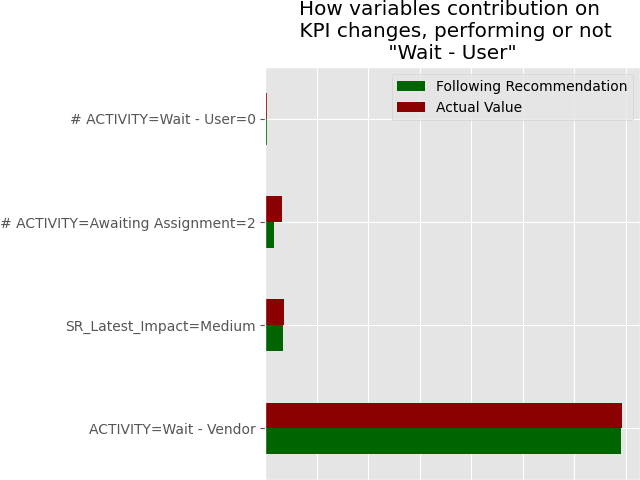 How variables contribution on
KPI changes, performing or not
"Wait - User"
Following Recommendation
Actual Value
# ACTIVITY=Wait - User=0
# ACTIVITY=Awaiting Assignment=2
SR_Latest_Impact=Medium
ACTIVITY=Wait - Vendor